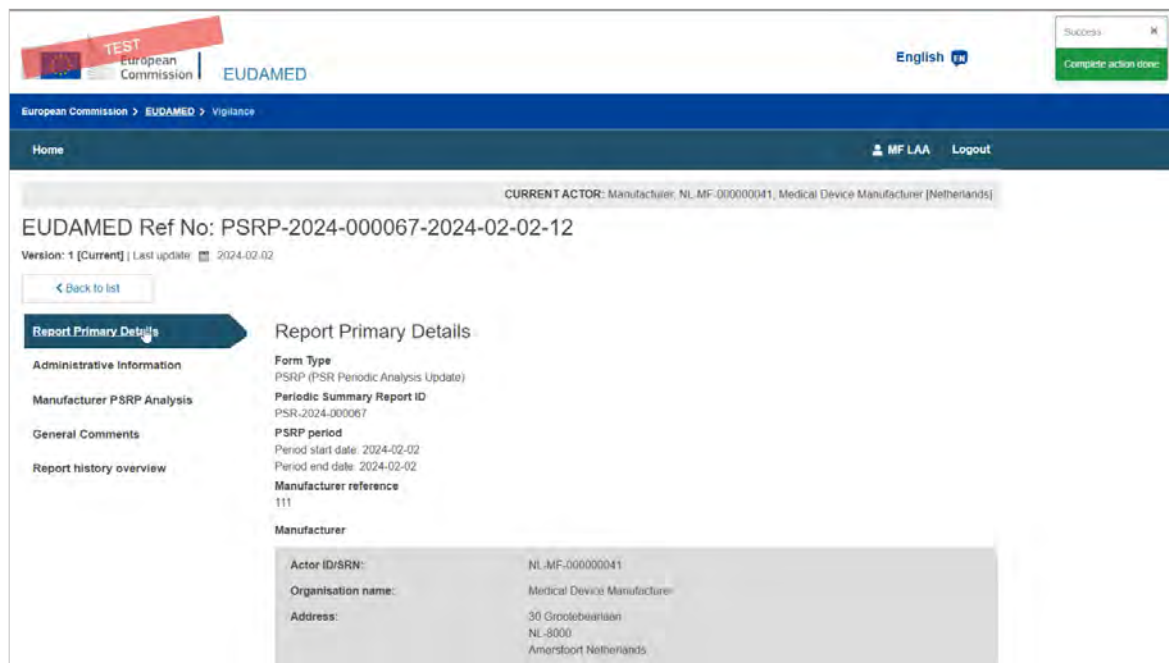 TEST
European
Commission
EUDAMED
English EN
Success ×
Complete action done
European Commission > EUDAMED > Vigilance
Home
MF LAA Logout
CURRENT ACTOR: Manufacturer, NL-MF-000000041, Medical Device Manufacturer [Netherlands]
EUDAMED Ref No: PSRP-2024-000067-2024-02-02-12
Version: 1 [Current] | Last update: 2024-02-02
< Back to list
Report Primary Details
Administrative Information
Manufacturer PSRP Analysis
General Comments
Report history overview
Report Primary Details
Form Type
PSRP (PSR Periodic Analysis Update)
Periodic Summary Report ID
PSR-2024-000067
PSRP period
Period start date: 2024-02-02
Period end date: 2024-02-02
Manufacturer reference
111
Manufacturer
Actor ID/SRN: NL-MF-000000041
Organisation name: Medical Device Manufacturer
Address: 30 Grootebeerlaan
NL-8000
Amersfoort Netherlands